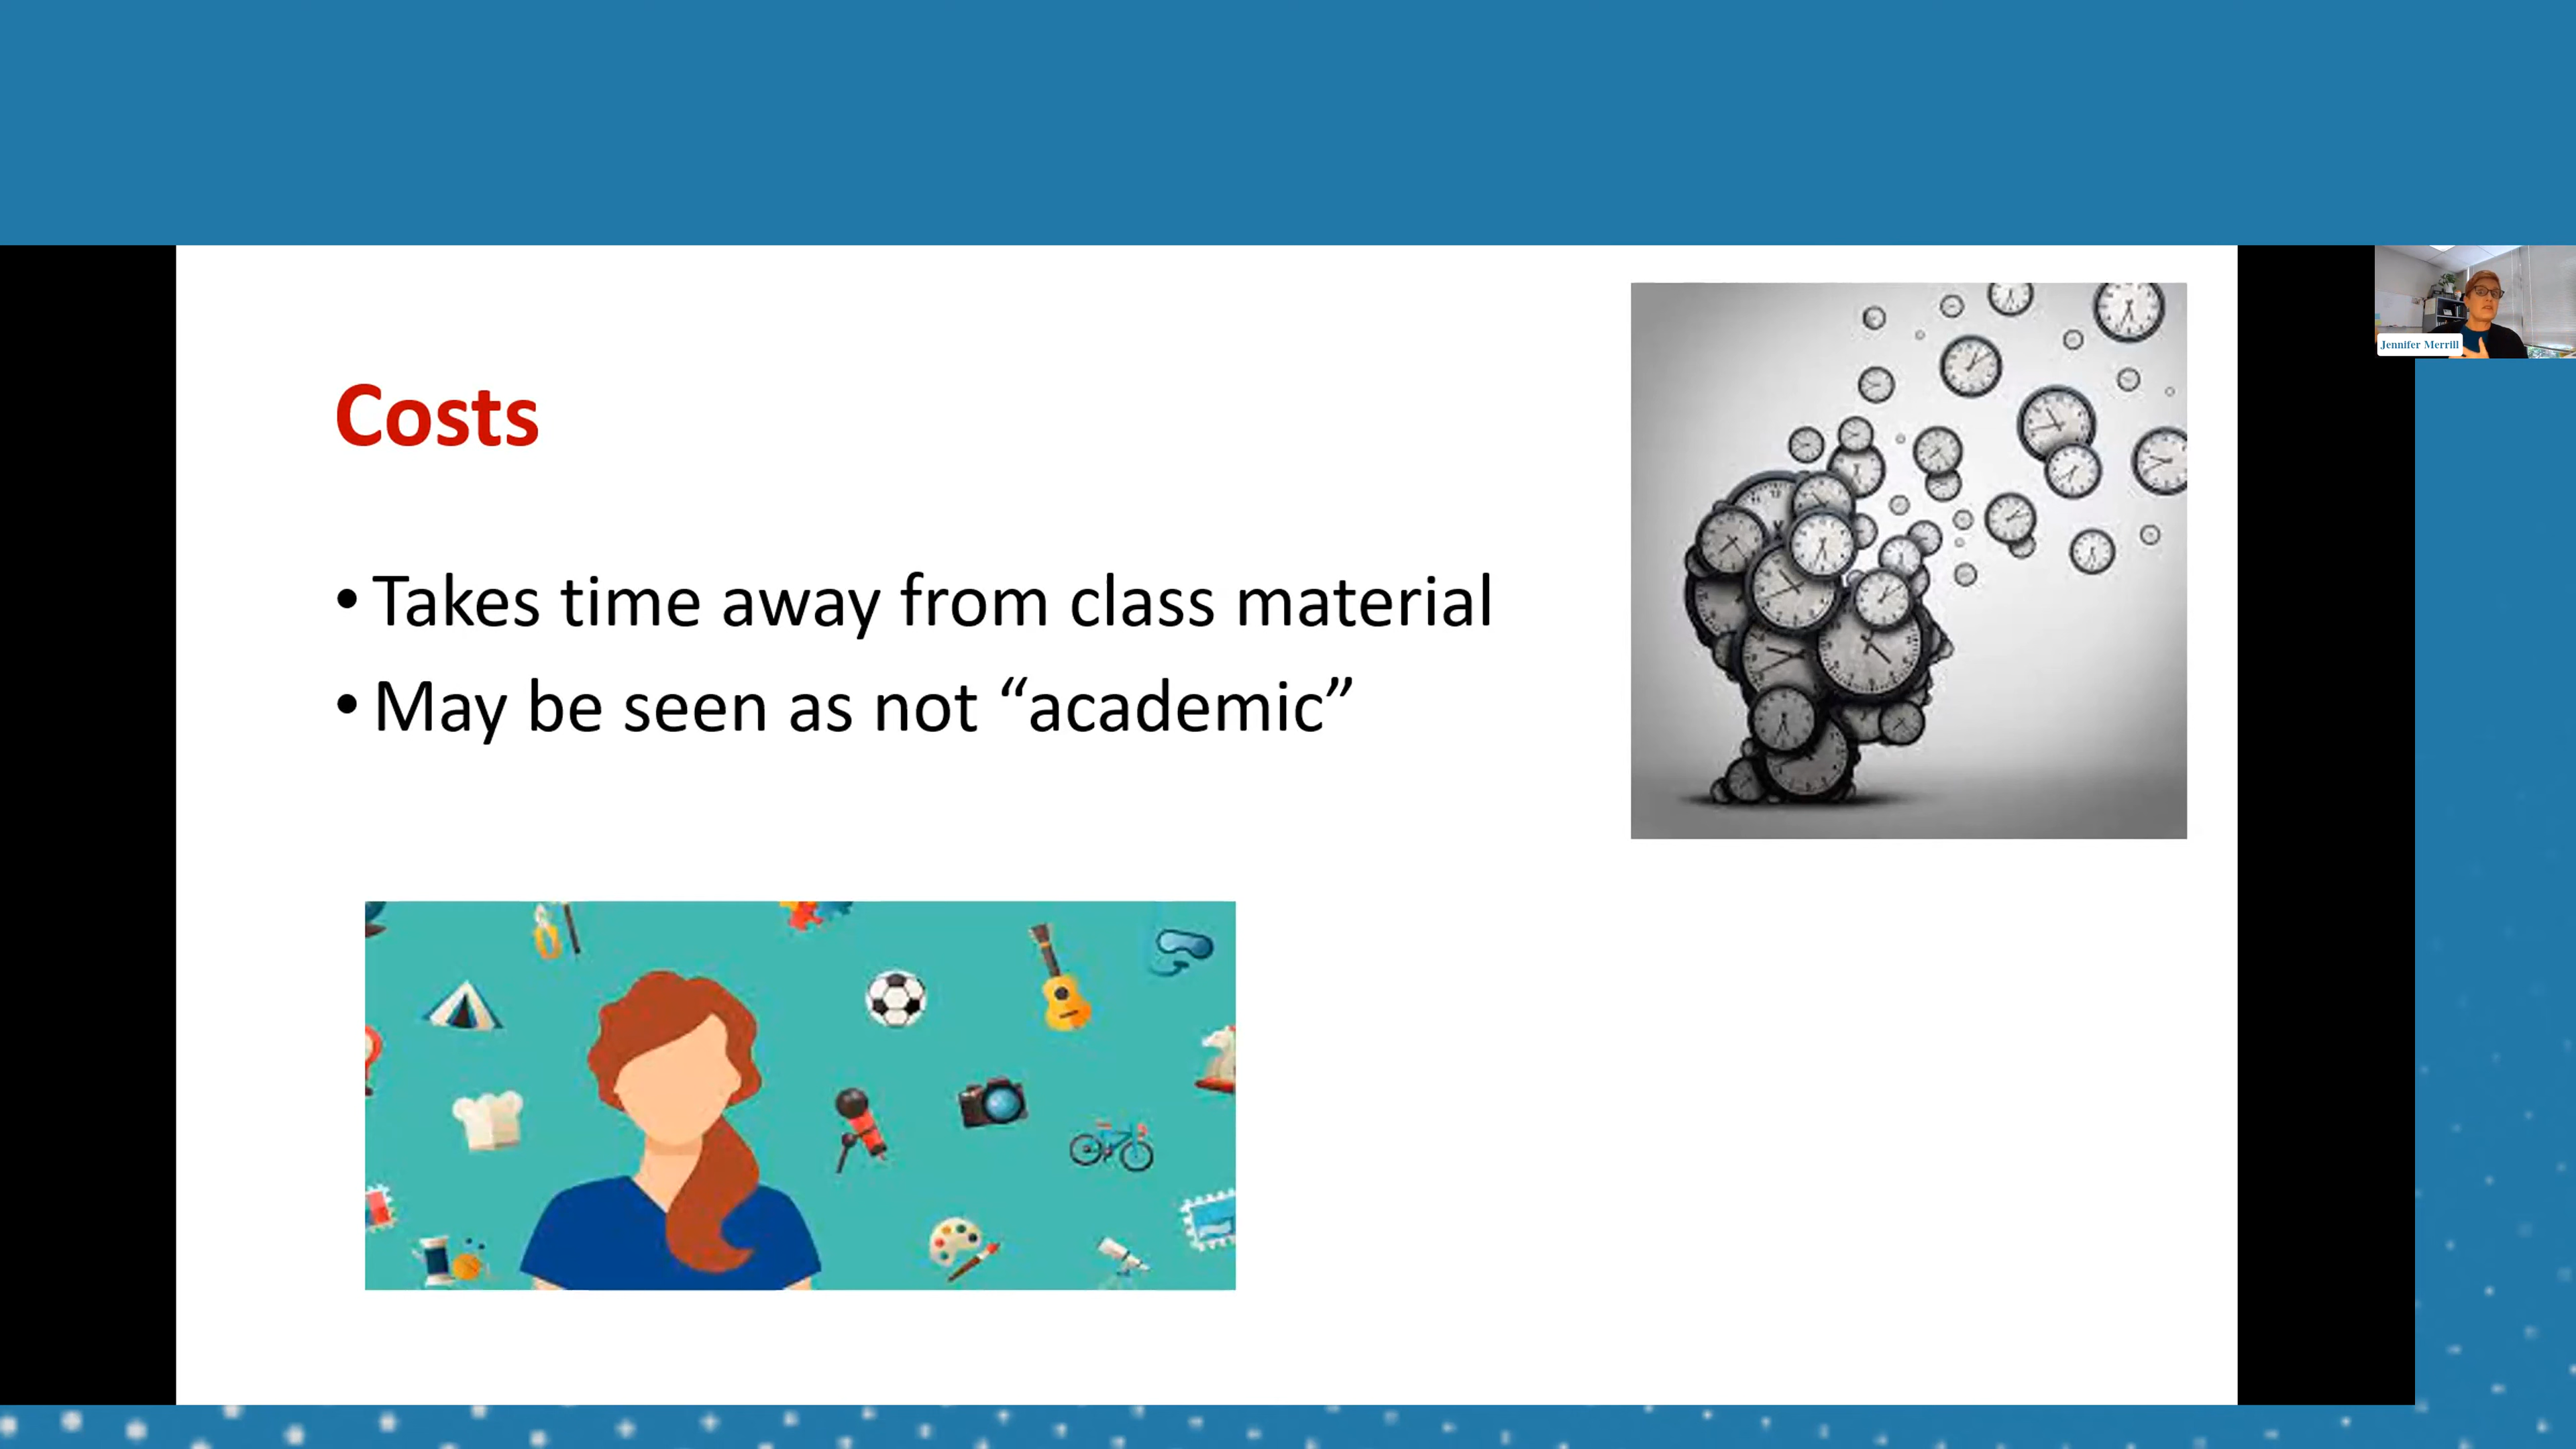 Costs
• Takes time away from class material
• May be seen as not “academic”
Jennifer Merrill